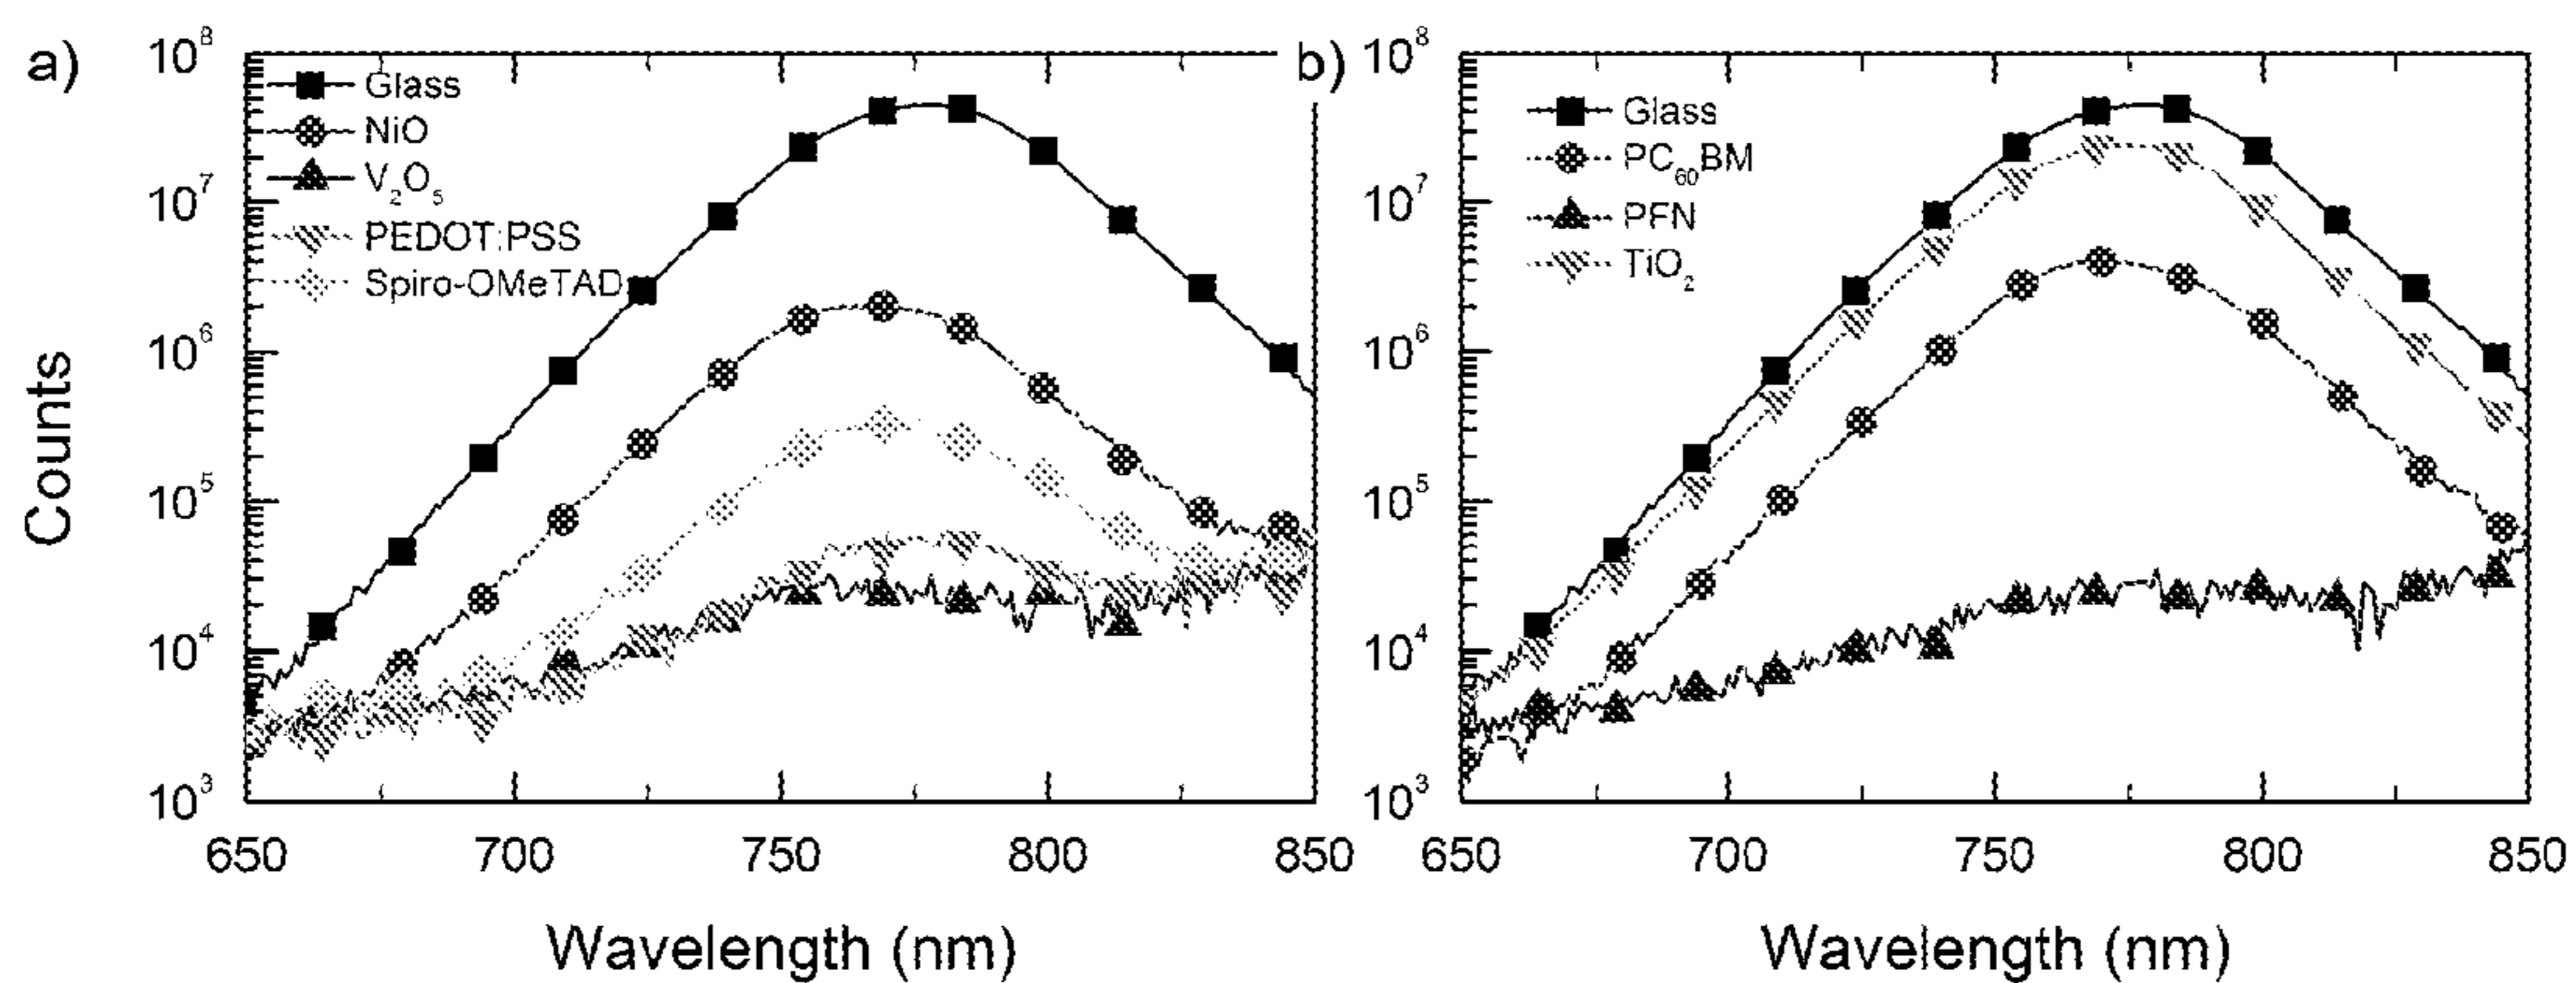 a)
Counts
10⁸
10⁷
10⁶
10⁵
10⁴
10³
Glass
NiO
V₂O₅
PEDOT:PSS
Spiro-OMeTAD
650 700 750 800 850
Wavelength (nm)
b)
10⁸
10⁷
10⁶
10⁵
10⁴
10³
Glass
PC₆₀BM
PFN
TiO₂
650 700 750 800 850
Wavelength (nm)